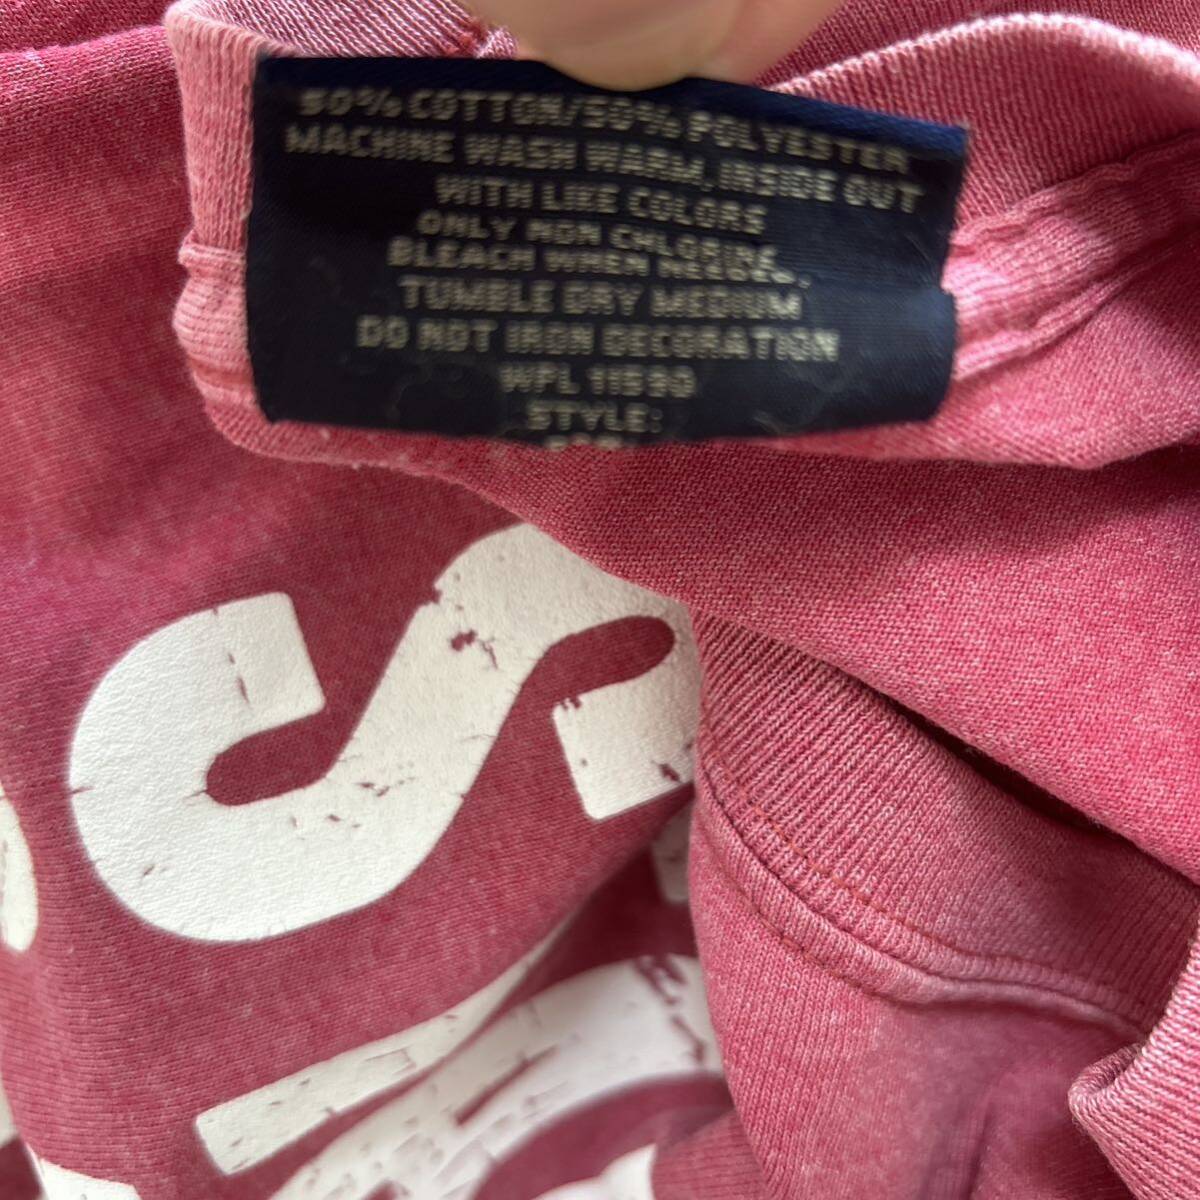 50% COTTON/50% POLYESTER
MACHINE WASH WARM, INSIDE OUT
WITH LIKE COLORS
ONLY NON CHLORINE
BLEACH WHEN NEEDED.
TUMBLE DRY MEDIUM
DO NOT IRON DECORATION
WPL 11590
STYLE:
S